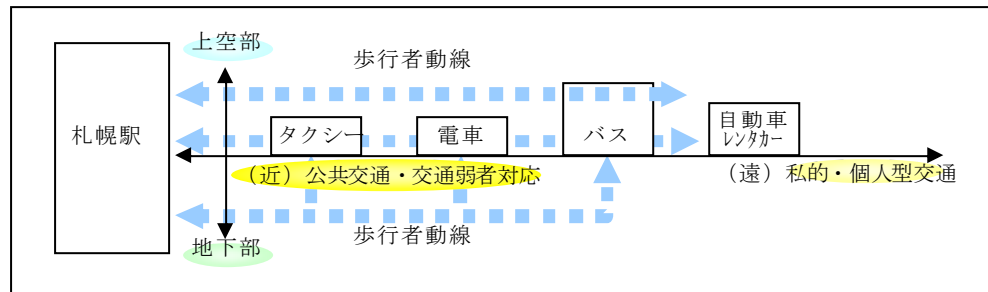 上空部
歩行者動線
札幌駅
タクシー
電車
バス
自動車
レンタカー
（近）公共交通・交通弱者対応
（遠）私的・個人型交通
歩行者動線
地下部